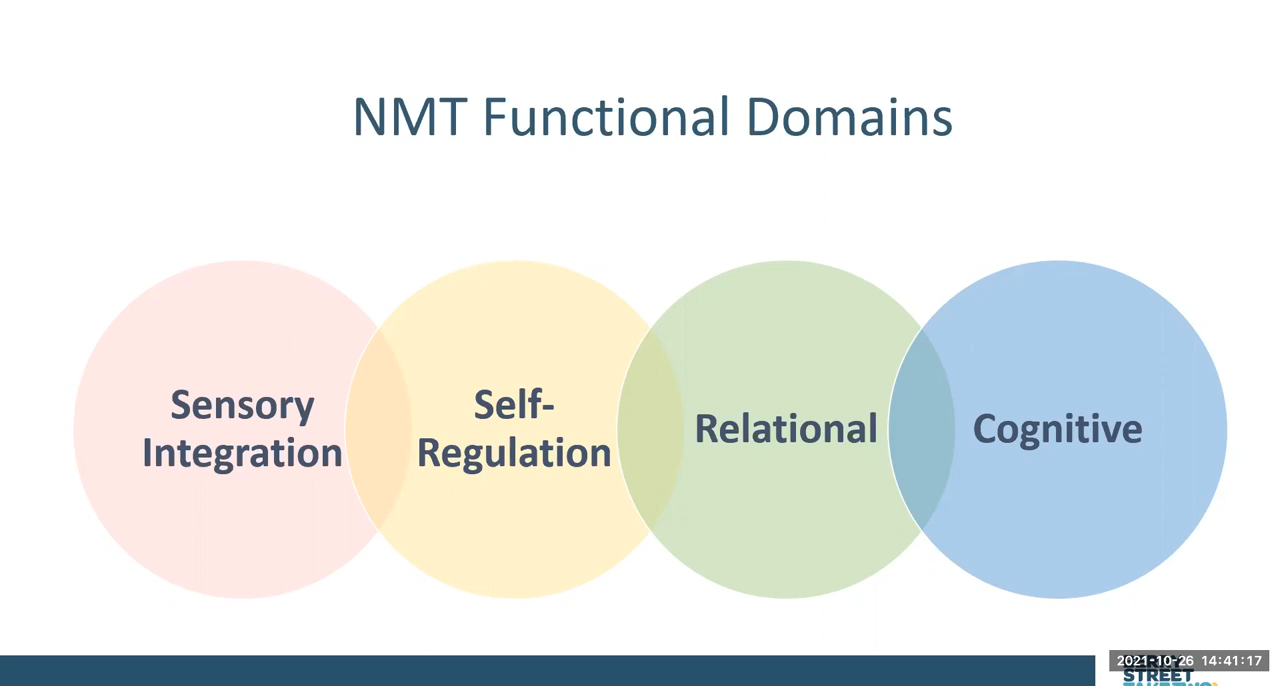 NMT Functional Domains
Sensory
Integration
Self-
Regulation
Relational
Cognitive
2021-10-26 14:41:17
STREET